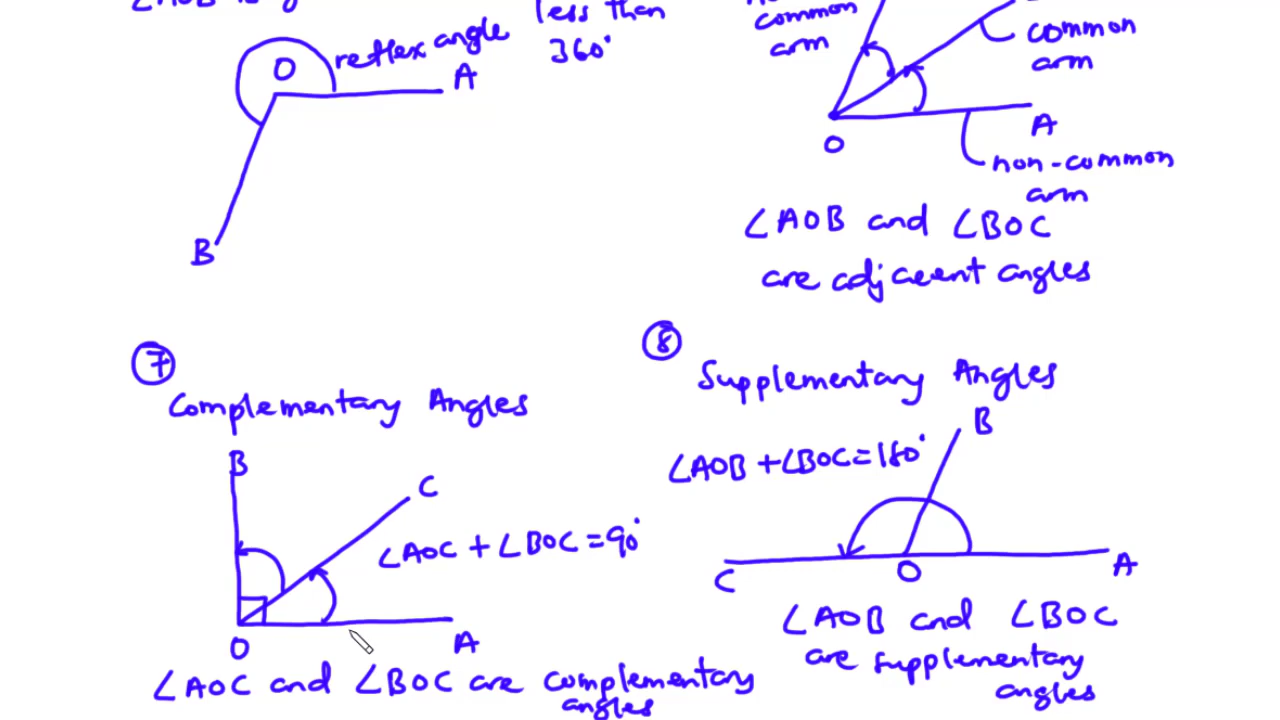 less than
360°
reflex angle
O
A
B
common
arm
common
arm
O
A
non-common
arm
∠AOB and ∠BOC
are adjacent angles
7
Complementary Angles
B
C
∠AOC + ∠BOC = 90°
O
A
∠AOC and ∠BOC are complementary
angles
8
Supplementary Angles
B
∠AOB + ∠BOC = 180°
C
O
A
∠AOB and ∠BOC
are supplementary
angles